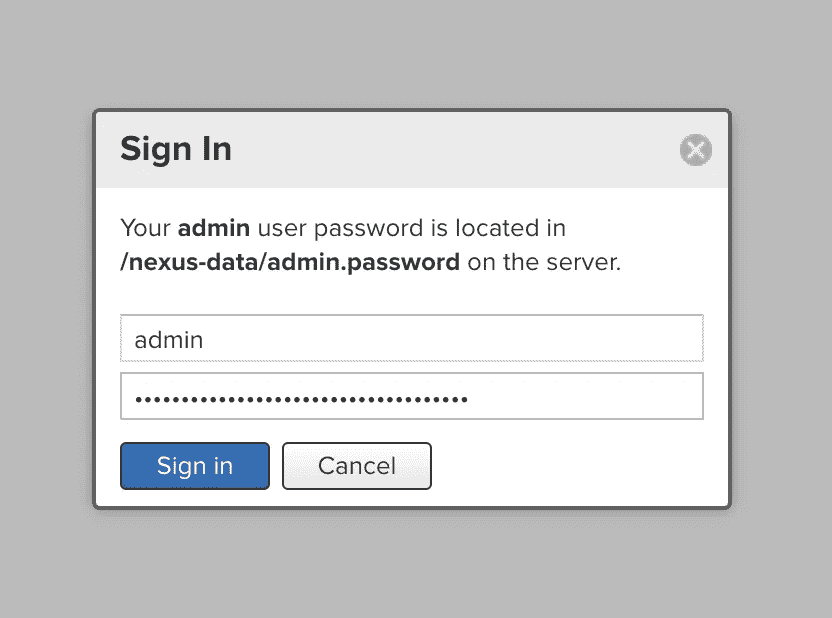 Sign In
Your admin user password is located in
/nexus-data/admin.password on the server.
admin
••••••••••••••••••••••••••••••••••••
Sign in
Cancel